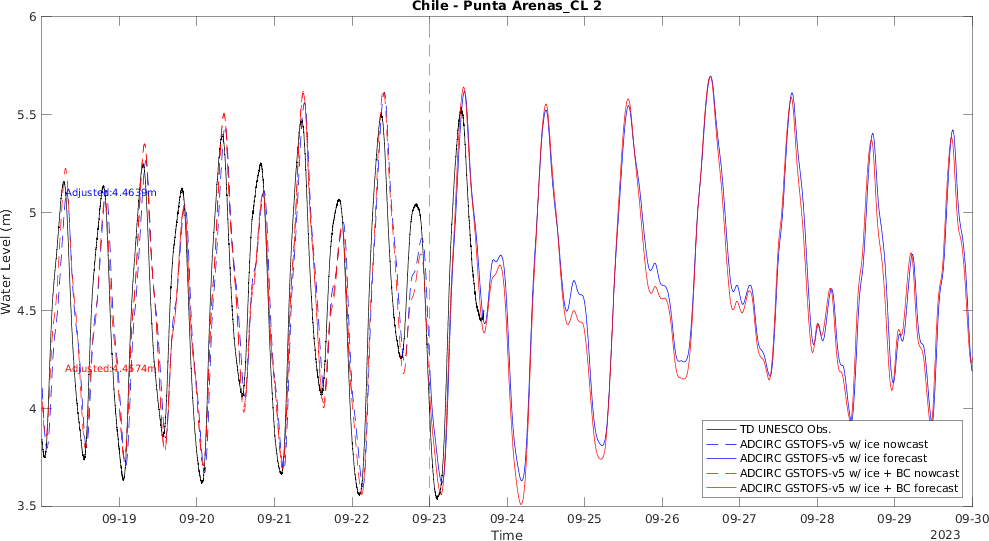 Chile - Punta Arenas_CL 2
6
5.5
5
4.5
4
3.5
Water Level (m)
Adjusted:4.4639m
Adjusted:4.4574m
TD UNESCO Obs.
ADCIRC GSTOFS-v5 w/ ice nowcast
ADCIRC GSTOFS-v5 w/ ice forecast
ADCIRC GSTOFS-v5 w/ ice + BC nowcast
ADCIRC GSTOFS-v5 w/ ice + BC forecast
09-19 09-20 09-21 09-22 09-23 09-24 09-25 09-26 09-27 09-28 09-29 09-30
Time
2023